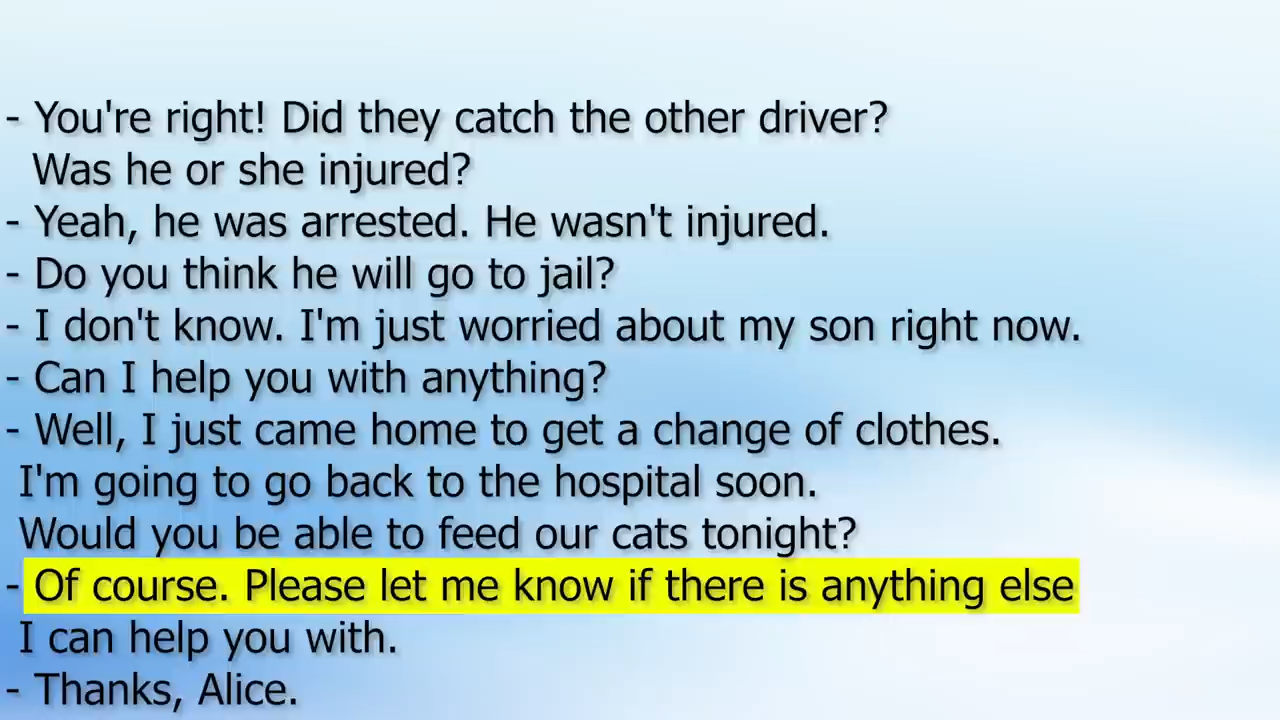 - You're right! Did they catch the other driver?
Was he or she injured?
- Yeah, he was arrested. He wasn't injured.
- Do you think he will go to jail?
- I don't know. I'm just worried about my son right now.
- Can I help you with anything?
- Well, I just came home to get a change of clothes.
I'm going to go back to the hospital soon.
Would you be able to feed our cats tonight?
- Of course. Please let me know if there is anything else
I can help you with.
- Thanks, Alice.